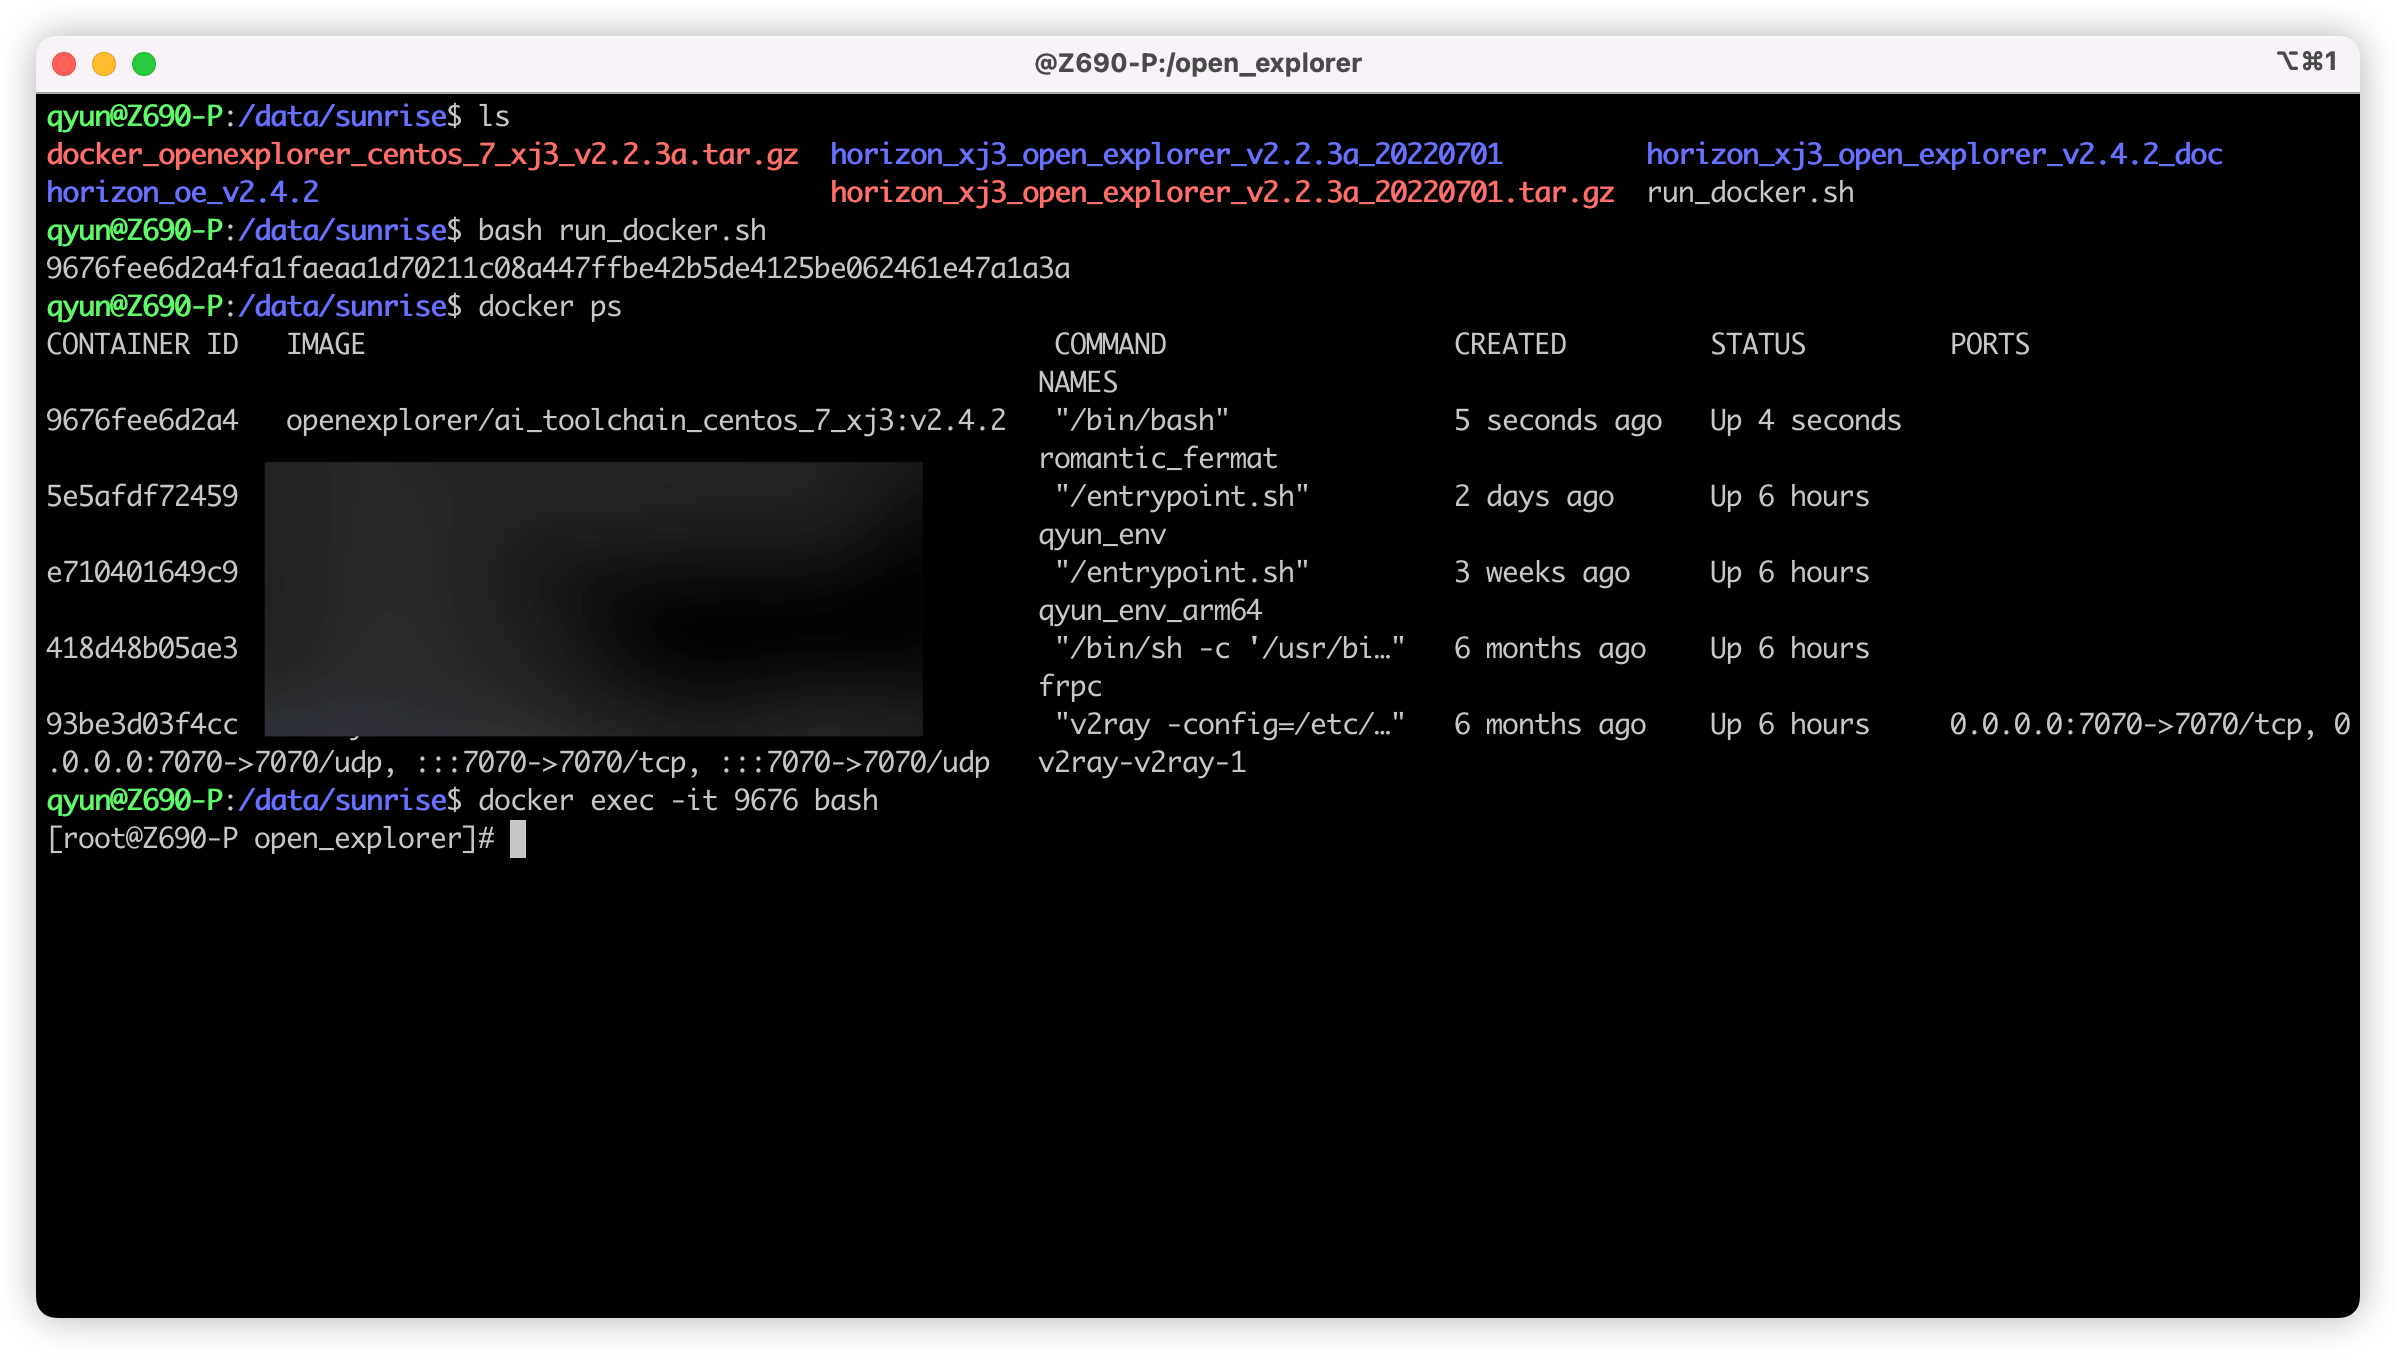 @Z690-P:/open_explorer
⌥⌘1
qyun@Z690-P:/data/sunrise$ ls
docker_openexplorer_centos_7_xj3_v2.2.3a.tar.gz  horizon_xj3_open_explorer_v2.2.3a_20220701         horizon_xj3_open_explorer_v2.4.2_doc
horizon_oe_v2.4.2                                horizon_xj3_open_explorer_v2.2.3a_20220701.tar.gz  run_docker.sh
qyun@Z690-P:/data/sunrise$ bash run_docker.sh
9676fee6d2a4fa1faeaa1d70211c08a447ffbe42b5de4125be062461e47a1a3a
qyun@Z690-P:/data/sunrise$ docker ps
CONTAINER ID   IMAGE                                           COMMAND                  CREATED         STATUS         PORTS
NAMES
9676fee6d2a4   openexplorer/ai_toolchain_centos_7_xj3:v2.4.2   "/bin/bash"              5 seconds ago   Up 4 seconds
romantic_fermat
5e5afdf72459   "/entrypoint.sh"         2 days ago      Up 6 hours
qyun_env
e710401649c9   "/entrypoint.sh"         3 weeks ago     Up 6 hours
qyun_env_arm64
418d48b05ae3   "/bin/sh -c '/usr/bi…"   6 months ago    Up 6 hours
frpc
93be3d03f4cc   "v2ray -config=/etc/…"   6 months ago    Up 6 hours     0.0.0.0:7070->7070/tcp, 0
.0.0.0:7070->7070/udp, :::7070->7070/tcp, :::7070->7070/udp   v2ray-v2ray-1
qyun@Z690-P:/data/sunrise$ docker exec -it 9676 bash
[root@Z690-P open_explorer]#